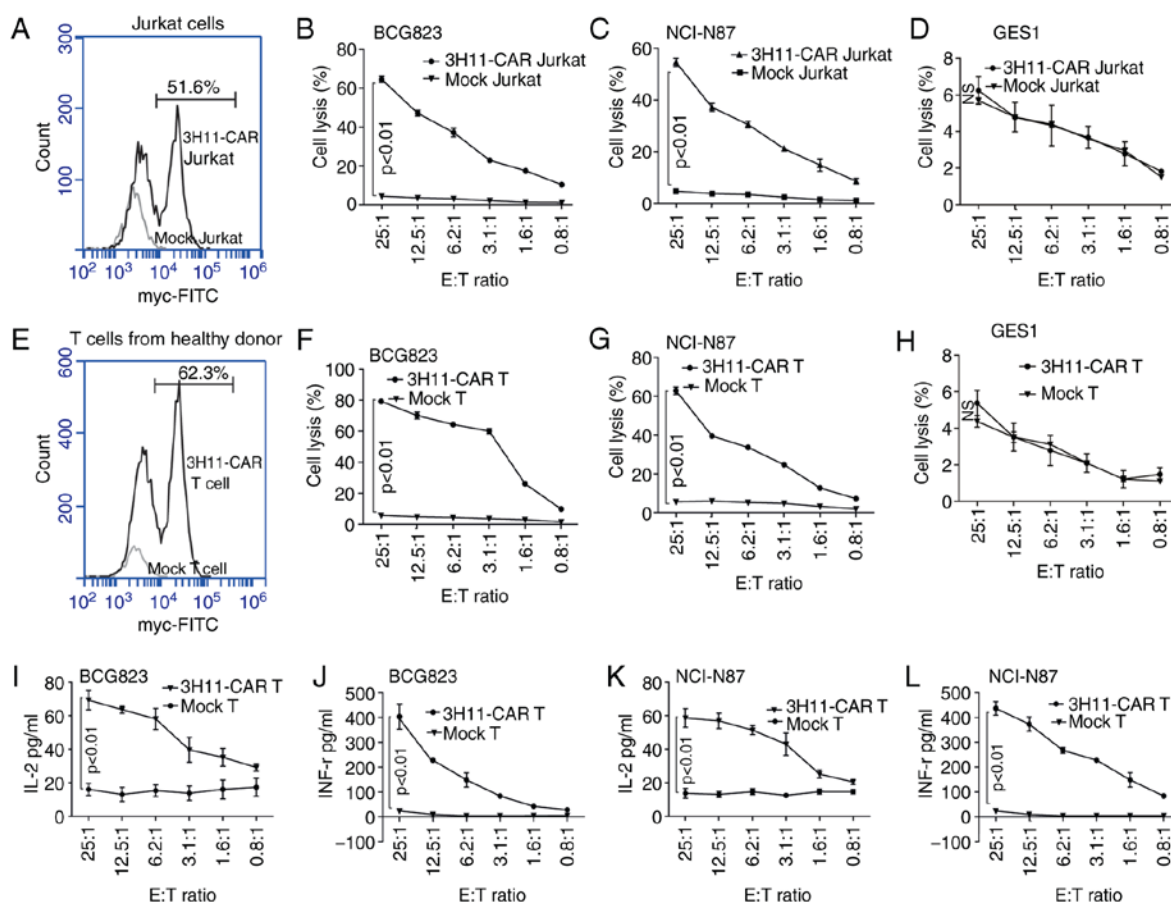 A
Jurkat cells
300
200
100
0
Count
51.6%
3H11-CAR
Jurkat
Mock Jurkat
10² 10³ 10⁴ 10⁵ 10⁶
myc-FITC
B
BCG823
80
60
40
20
0
Cell lysis (%)
3H11-CAR Jurkat
Mock Jurkat
p<0.01
25:1
12.5:1
6.2:1
3.1:1
1.6:1
0.8:1
E:T ratio
C
NCI-N87
60
40
20
0
Cell lysis (%)
3H11-CAR Jurkat
Mock Jurkat
p<0.01
25:1
12.5:1
6.2:1
3.1:1
1.6:1
0.8:1
E:T ratio
D
GES1
8
6
4
2
0
Cell lysis (%)
3H11-CAR Jurkat
Mock Jurkat
NS
25:1
12.5:1
6.2:1
3.1:1
1.6:1
0.8:1
E:T ratio
E
T cells from healthy donor
600
400
200
0
Count
62.3%
3H11-CAR
T cell
Mock T cell
10² 10³ 10⁴ 10⁵ 10⁶
myc-FITC
F
BCG823
100
80
60
40
20
0
Cell lysis (%)
3H11-CAR T
Mock T
p<0.01
25:1
12.5:1
6.2:1
3.1:1
1.6:1
0.8:1
E:T ratio
G
NCI-N87
80
60
40
20
0
Cell lysis (%)
3H11-CAR T
Mock T
p<0.01
25:1
12.5:1
6.2:1
3.1:1
1.6:1
0.8:1
E:T ratio
H
GES1
8
6
4
2
0
Cell lysis (%)
3H11-CAR T
Mock T
NS
25:1
12.5:1
6.2:1
3.1:1
1.6:1
0.8:1
E:T ratio
I
BCG823
80
60
40
20
0
IL-2 pg/ml
3H11-CAR T
Mock T
p<0.01
25:1
12.5:1
6.2:1
3.1:1
1.6:1
0.8:1
E:T ratio
J
BCG823
500
400
300
200
100
0
−100
INF-r pg/ml
3H11-CAR T
Mock T
p<0.01
25:1
12.5:1
6.2:1
3.1:1
1.6:1
0.8:1
E:T ratio
K
NCI-N87
80
60
40
20
0
IL-2 pg/ml
3H11-CAR T
Mock T
p<0.01
25:1
12.5:1
6.2:1
3.1:1
1.6:1
0.8:1
E:T ratio
L
NCI-N87
500
400
300
200
100
0
−100
INF-r pg/ml
3H11-CAR T
Mock T
p<0.01
25:1
12.5:1
6.2:1
3.1:1
1.6:1
0.8:1
E:T ratio